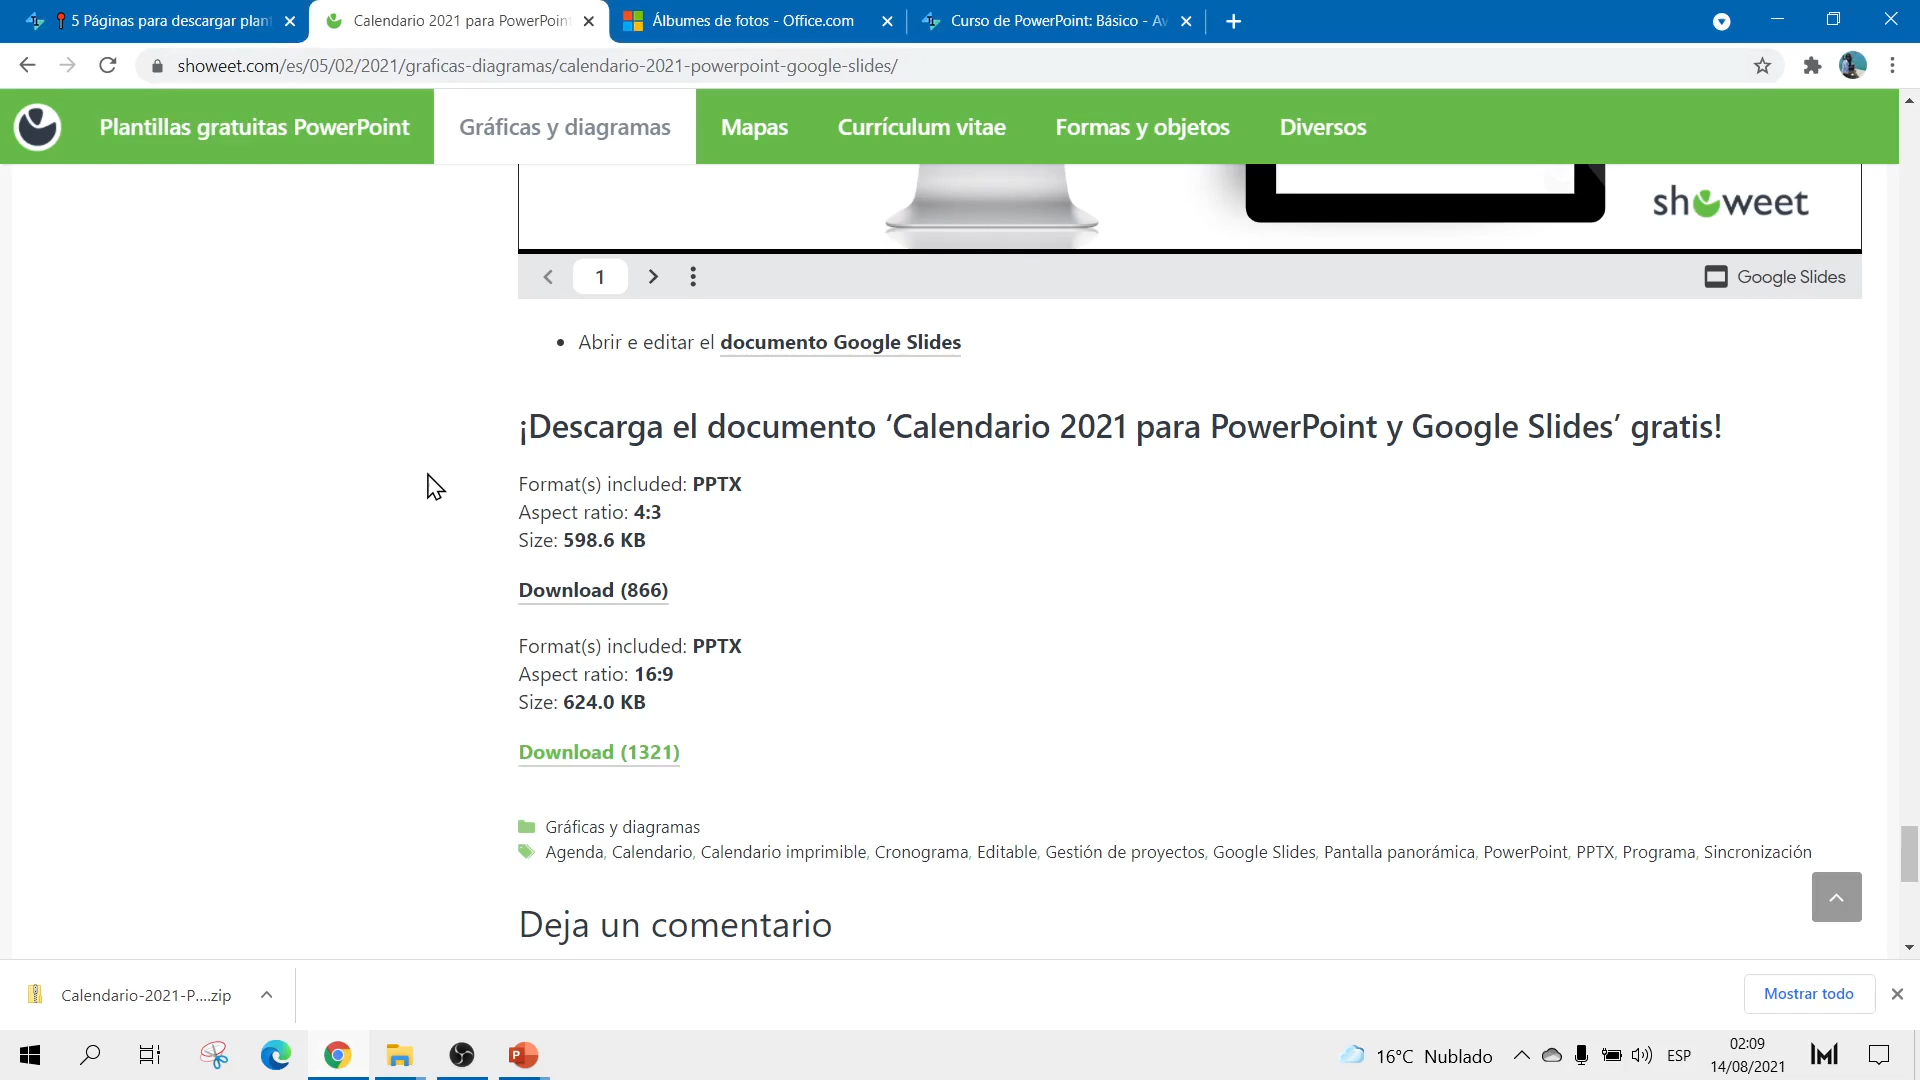 5 Páginas para descargar plan
Calendario 2021 para PowerPoint
Álbumes de fotos - Office.com
Curso de PowerPoint: Básico - Av
showeet.com/es/05/02/2021/graficas-diagramas/calendario-2021-powerpoint-google-slides/
Plantillas gratuitas PowerPoint
Gráficas y diagramas
Mapas
Currículum vitae
Formas y objetos
Diversos
showeet
1
Google Slides
Abrir e editar el documento Google Slides
¡Descarga el documento ‘Calendario 2021 para PowerPoint y Google Slides’ gratis!
Format(s) included: PPTX
Aspect ratio: 4:3
Size: 598.6 KB
Download (866)
Format(s) included: PPTX
Aspect ratio: 16:9
Size: 624.0 KB
Download (1321)
Gráficas y diagramas
Agenda, Calendario, Calendario imprimible, Cronograma, Editable, Gestión de proyectos, Google Slides, Pantalla panorámica, PowerPoint, PPTX, Programa, Sincronización
Deja un comentario
Calendario-2021-P....zip
Mostrar todo
16°C Nublado
ESP
02:09
14/08/2021